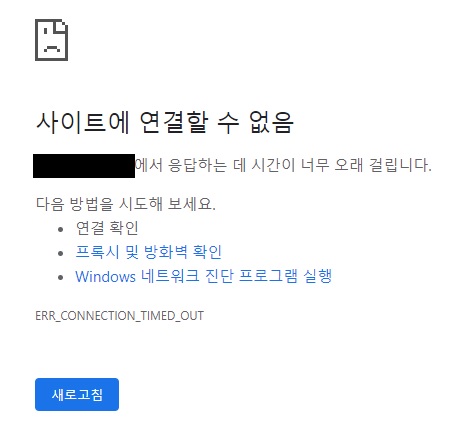 사이트에 연결할 수 없음
에서 응답하는 데 시간이 너무 오래 걸립니다.
다음 방법을 시도해 보세요.
연결 확인
프록시 및 방화벽 확인
Windows 네트워크 진단 프로그램 실행
ERR_CONNECTION_TIMED_OUT
새로고침